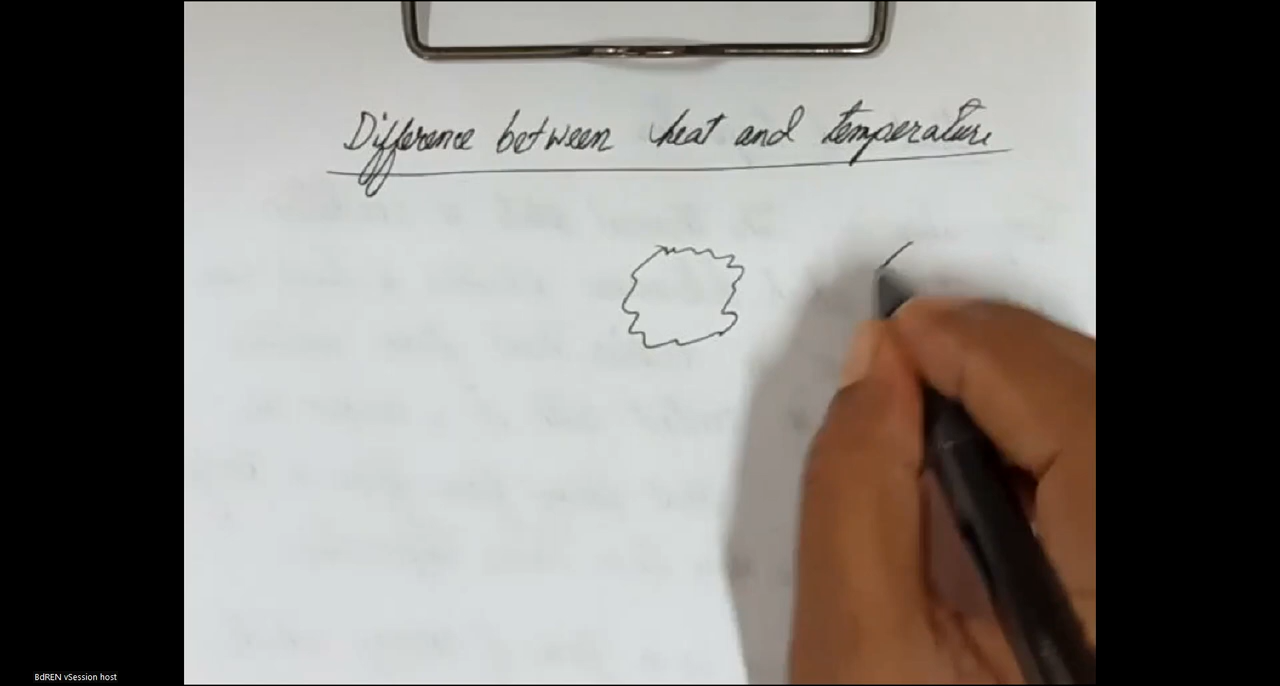 Difference between heat and temperature
BdREN vSession host